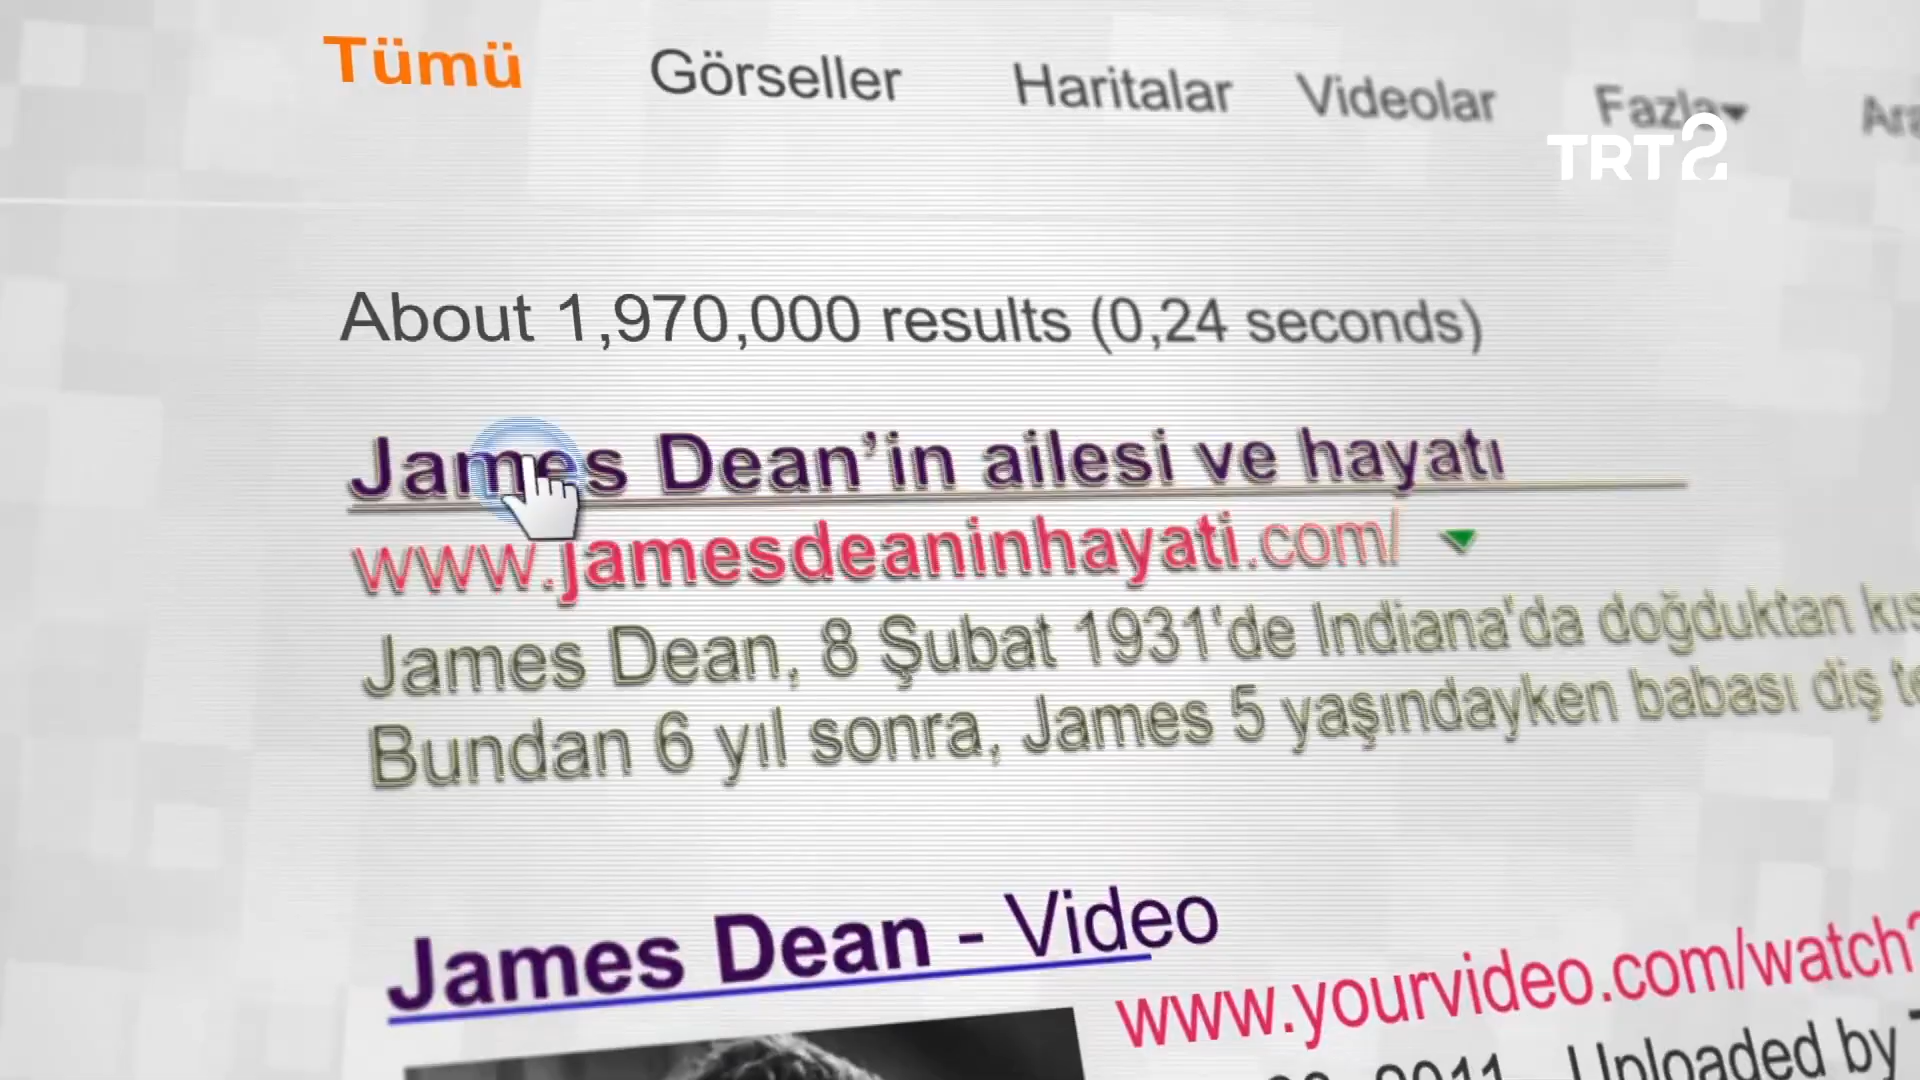 Tümü Görseller Haritalar Videolar Fazla
TRT2
About 1,970,000 results (0,24 seconds)
James Dean’in ailesi ve hayatı
www.jamesdeaninhayati.com/
James Dean, 8 Şubat 1931'de Indiana'da doğduktan
Bundan 6 yıl sonra, James 5 yaşındayken babası diş
James Dean - Video
www.yourvideo.com/watch?
2011 Uploaded by